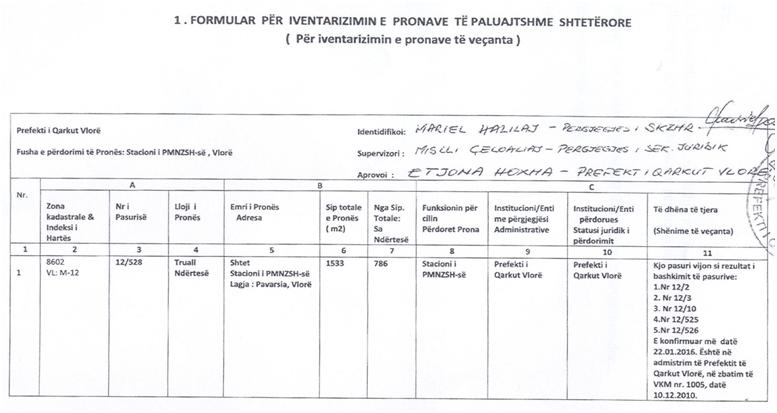 1 . FORMULAR PËR IVENTARIZIMIN E PRONAVE TË PALUAJTSHME SHTETËRORE
( Për iventarizimin e pronave të veçanta )
Prefekti i Qarkut Vlorë
Identifikoi: MARIEL HALILAJ - PERGJEGJES I SKZHR.
Fusha e përdorimi të Pronës: Stacioni i PMNZSH-së , Vlorë
Supervizori : MISLLI ÇELOALIAJ - PERGJEGJES I SEK. JURIDIK
Aprovoi : ETJONA HOXHA - PREFEKT I QARKUT VLORE
Nr. A B C
Zona kadastrale & Indeksi i Hartës
Nr i Pasurisë
Lloji i Pronës
Emri i Pronës Adresa
Sip totale e Pronës ( m2)
Nga Sip. Totale: Sa Ndërtesë
Funksionin për cilin Përdoret Prona
Institucioni/Enti me përgjegjësi Administrative
Institucioni/Enti përdorues Statusi juridik i përdorimit
Të dhëna të tjera (Shënime të veçanta)
1 2 3 4 5 6 7 8 9 10 11
1
8602
VL: M-12
12/528
Truall
Ndërtesë
Shtet
Stacioni i PMNZSH-së
Lagja : Pavarsia, Vlorë
1533
786
Stacioni i
PMNZSH-së
Prefekti i
Qarkut Vlorë
Prefekti i
Qarkut Vlorë
Kjo pasuri vijon si rezultat i
bashkimit të pasurive:
1.Nr 12/2
2. Nr 12/3
3. Nr 12/10
4.Nr 12/525
5.Nr 12/526
E konfirmuar më datë
22.01.2016. Është në
admistrim të Prefektit të
Qarkut Vlorë, në zbatim të
VKM nr. 1005, datë
10.12.2010.